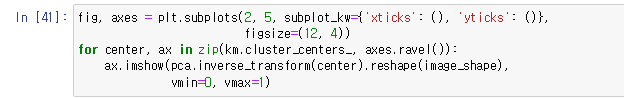 In [41]: fig, axes = plt.subplots(2, 5, subplot_kw={'xticks': (), 'yticks': ()},
figsize=(12, 4))
for center, ax in zip(km.cluster_centers_, axes.ravel()):
ax.imshow(pca.inverse_transform(center).reshape(image_shape),
vmin=0, vmax=1)